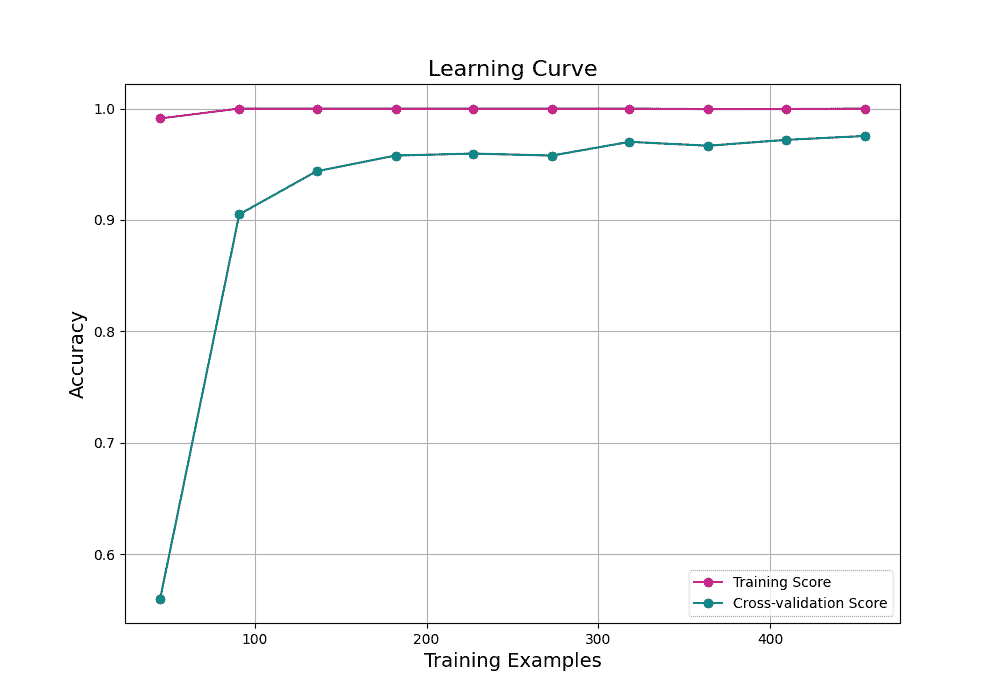 Learning Curve
Accuracy
1.0
0.9
0.8
0.7
0.6
100
200
300
400
Training Examples
Training Score
Cross-validation Score